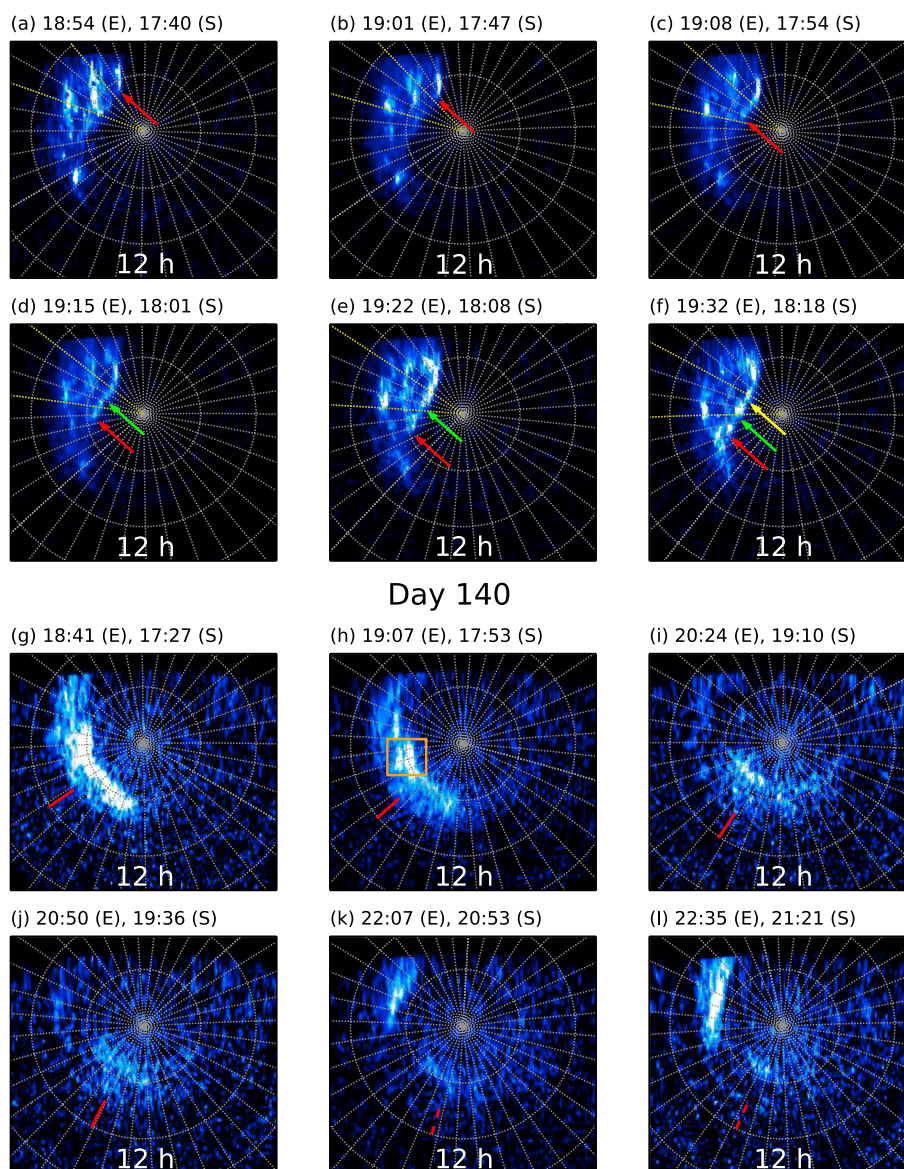 (a) 18:54 (E), 17:40 (S)
(b) 19:01 (E), 17:47 (S)
(c) 19:08 (E), 17:54 (S)
12 h
12 h
12 h
(d) 19:15 (E), 18:01 (S)
(e) 19:22 (E), 18:08 (S)
(f) 19:32 (E), 18:18 (S)
12 h
12 h
12 h
Day 140
(g) 18:41 (E), 17:27 (S)
(h) 19:07 (E), 17:53 (S)
(i) 20:24 (E), 19:10 (S)
12 h
12 h
12 h
(j) 20:50 (E), 19:36 (S)
(k) 22:07 (E), 20:53 (S)
(l) 22:35 (E), 21:21 (S)
12 h
12 h
12 h